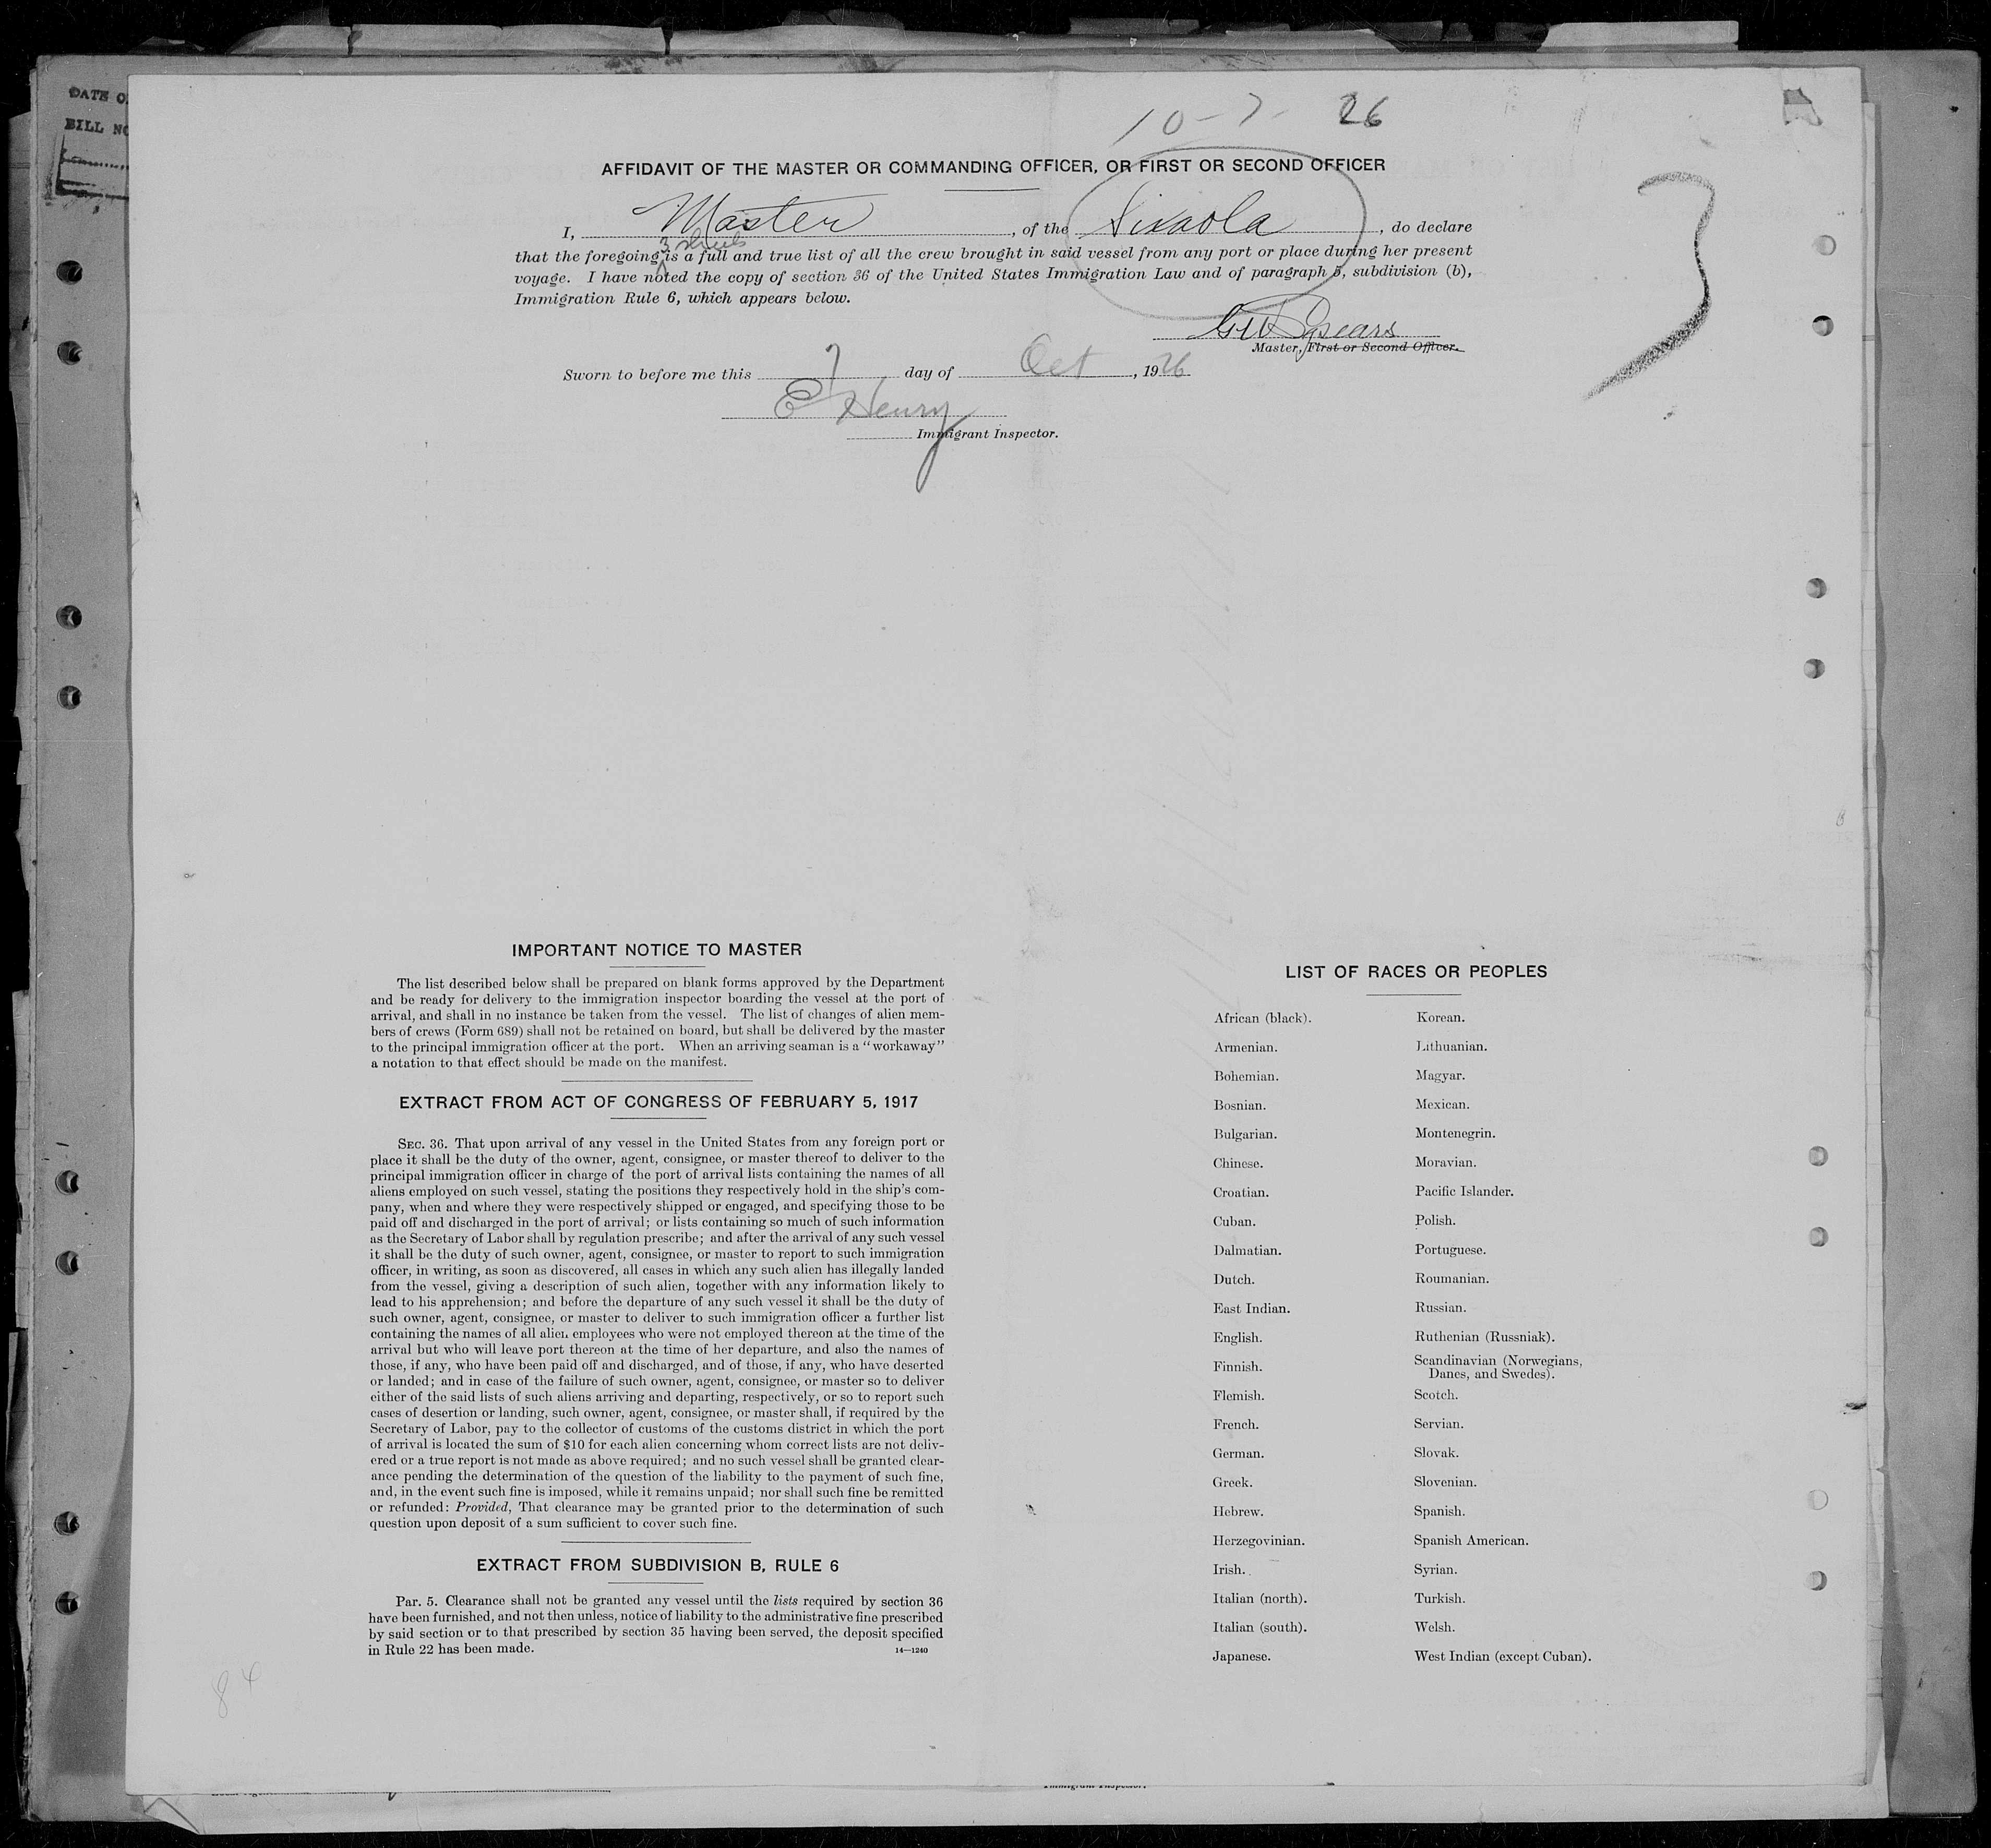 DATE O
BILL NO
10-7- 26
AFFIDAVIT OF THE MASTER OR COMMANDING OFFICER, OR FIRST OR SECOND OFFICER
I, Master, of the Sixaola, do declare
3 sheets
that the foregoing is a full and true list of all the crew brought in said vessel from any port or place during her present
voyage. I have noted the copy of section 36 of the United States Immigration Law and of paragraph 5, subdivision (b),
Immigration Rule 6, which appears below.
GW Spears
Master, First or Second Officer.
Sworn to before me this 7 day of Oct, 1926
E Henry
Immigrant Inspector.
3
IMPORTANT NOTICE TO MASTER
The list described below shall be prepared on blank forms approved by the Department
and be ready for delivery to the immigration inspector boarding the vessel at the port of
arrival, and shall in no instance be taken from the vessel. The list of changes of alien mem-
bers of crews (Form 689) shall not be retained on board, but shall be delivered by the master
to the principal immigration officer at the port. When an arriving seaman is a "workaway"
a notation to that effect should be made on the manifest.
EXTRACT FROM ACT OF CONGRESS OF FEBRUARY 5, 1917
SEC. 36. That upon arrival of any vessel in the United States from any foreign port or
place it shall be the duty of the owner, agent, consignee, or master thereof to deliver to the
principal immigration officer in charge of the port of arrival lists containing the names of all
aliens employed on such vessel, stating the positions they respectively hold in the ship's com-
pany, when and where they were respectively shipped or engaged, and specifying those to be
paid off and discharged in the port of arrival; or lists containing so much of such information
as the Secretary of Labor shall by regulation prescribe; and after the arrival of any such vessel
it shall be the duty of such owner, agent, consignee, or master to report to such immigration
officer, in writing, as soon as discovered, all cases in which any such alien has illegally landed
from the vessel, giving a description of such alien, together with any information likely to
lead to his apprehension; and before the departure of any such vessel it shall be the duty of
such owner, agent, consignee, or master to deliver to such immigration officer a further list
containing the names of all alien employees who were not employed thereon at the time of the
arrival but who will leave port thereon at the time of her departure, and also the names of
those, if any, who have been paid off and discharged, and of those, if any, who have deserted
or landed; and in case of the failure of such owner, agent, consignee, or master so to deliver
either of the said lists of such aliens arriving and departing, respectively, or so to report such
cases of desertion or landing, such owner, agent, consignee, or master shall, if required by the
Secretary of Labor, pay to the collector of customs of the customs district in which the port
of arrival is located the sum of $10 for each alien concerning whom correct lists are not deliv-
ered or a true report is not made as above required; and no such vessel shall be granted clear-
ance pending the determination of the question of the liability to the payment of such fine,
and, in the event such fine is imposed, while it remains unpaid; nor shall such fine be remitted
or refunded: Provided, That clearance may be granted prior to the determination of such
question upon deposit of a sum sufficient to cover such fine.
EXTRACT FROM SUBDIVISION B, RULE 6
Par. 5. Clearance shall not be granted any vessel until the lists required by section 36
have been furnished, and not then unless, notice of liability to the administrative fine prescribed
by said section or to that prescribed by section 35 having been served, the deposit specified
in Rule 22 has been made.
14—1240
84
LIST OF RACES OR PEOPLES
African (black).
Armenian.
Bohemian.
Bosnian.
Bulgarian.
Chinese.
Croatian.
Cuban.
Dalmatian.
Dutch.
East Indian.
English.
Finnish.
Flemish.
French.
German.
Greek.
Hebrew.
Herzegovinian.
Irish.
Italian (north).
Italian (south).
Japanese.
Korean.
Lithuanian.
Magyar.
Mexican.
Montenegrin.
Moravian.
Pacific Islander.
Polish.
Portuguese.
Roumanian.
Russian.
Ruthenian (Russniak).
Scandinavian (Norwegians,
Danes, and Swedes).
Scotch.
Servian.
Slovak.
Slovenian.
Spanish.
Spanish American.
Syrian.
Turkish.
Welsh.
West Indian (except Cuban).
Immigrant Inspector.